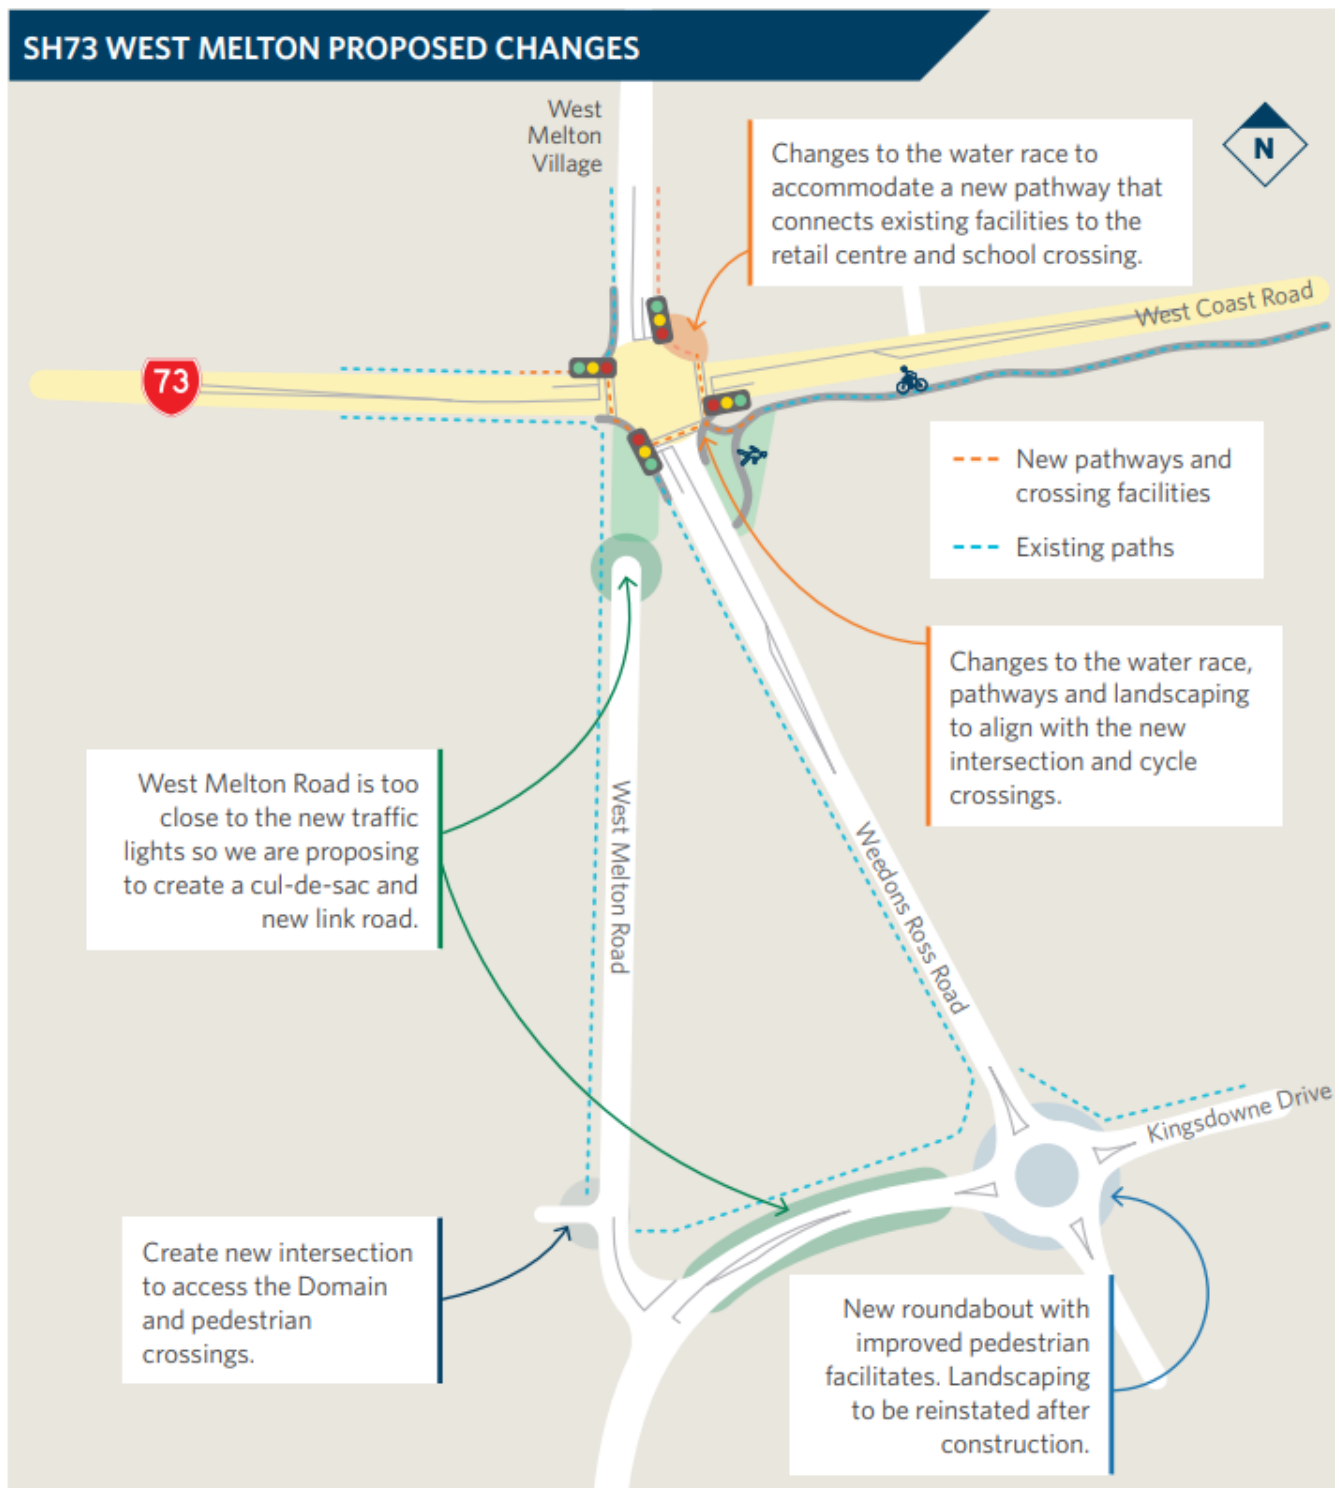 SH73 WEST MELTON PROPOSED CHANGES
West
Melton
Village
N
Changes to the water race to
accommodate a new pathway that
connects existing facilities to the
retail centre and school crossing.
West Coast Road
73
New pathways and
crossing facilities
Existing paths
Changes to the water race,
pathways and landscaping
to align with the new
intersection and cycle
crossings.
West Melton Road is too
close to the new traffic
lights so we are proposing
to create a cul-de-sac and
new link road.
West Melton Road
Weedons Ross Road
Kingsdowne Drive
Create new intersection
to access the Domain
and pedestrian
crossings.
New roundabout with
improved pedestrian
facilitates. Landscaping
to be reinstated after
construction.